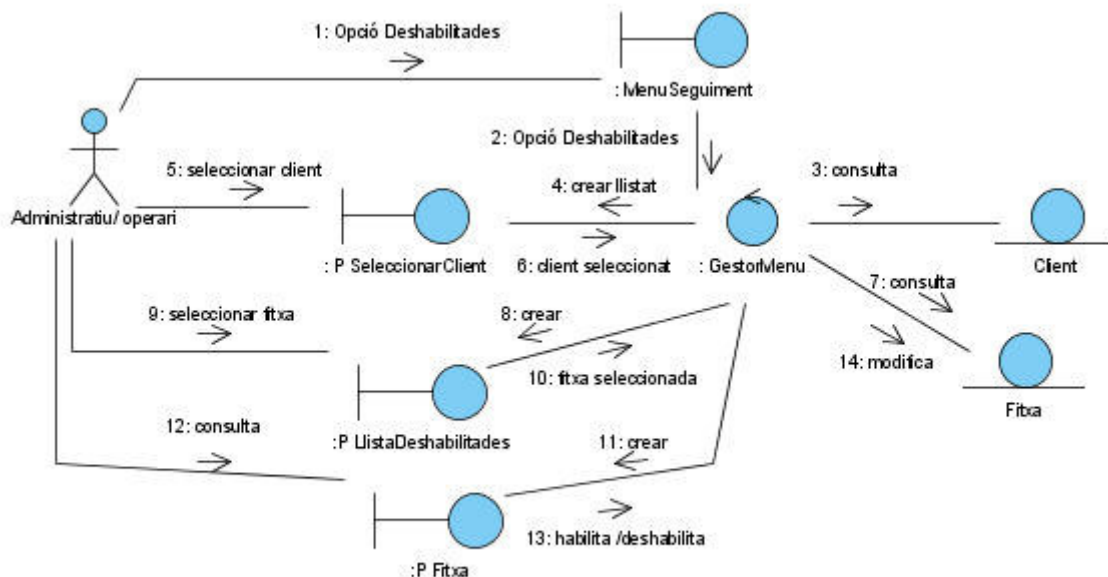 1: Opció Deshabilitades
: MenuSeguiment
2: Opció Deshabilitades
3: consulta
5: seleccionar client
4: crear llistat
Administratiu/ operari
: P SeleccionarClient
6: client seleccionat
: GestorMenu
Client
7: consulta
9: seleccionar fitxa
8: crear
14: modifica
10: fitxa seleccionada
Fitxa
12: consulta
:P LlistaDeshabilitades
11: crear
13: habilita /deshabilita
:P Fitxa